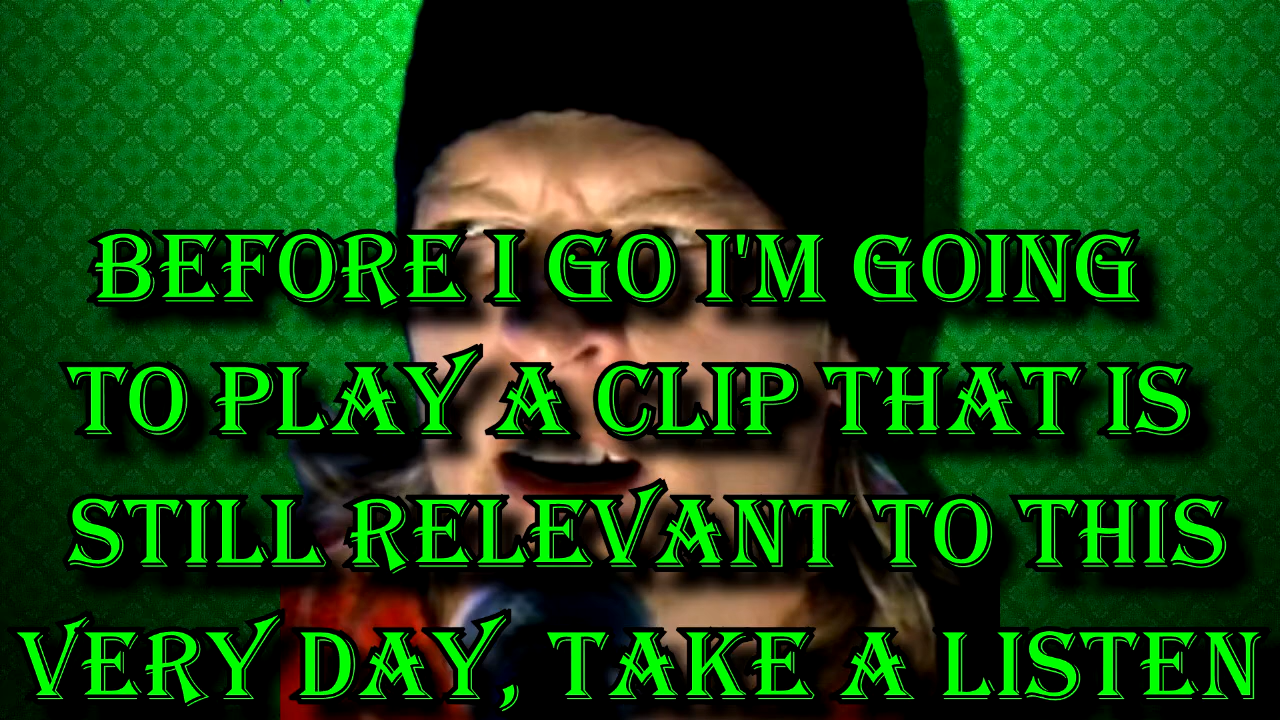 BEFORE I GO I'M GOING
TO PLAY A CLIP THAT IS
STILL RELEVANT TO THIS
VERY DAY, TAKE A LISTEN